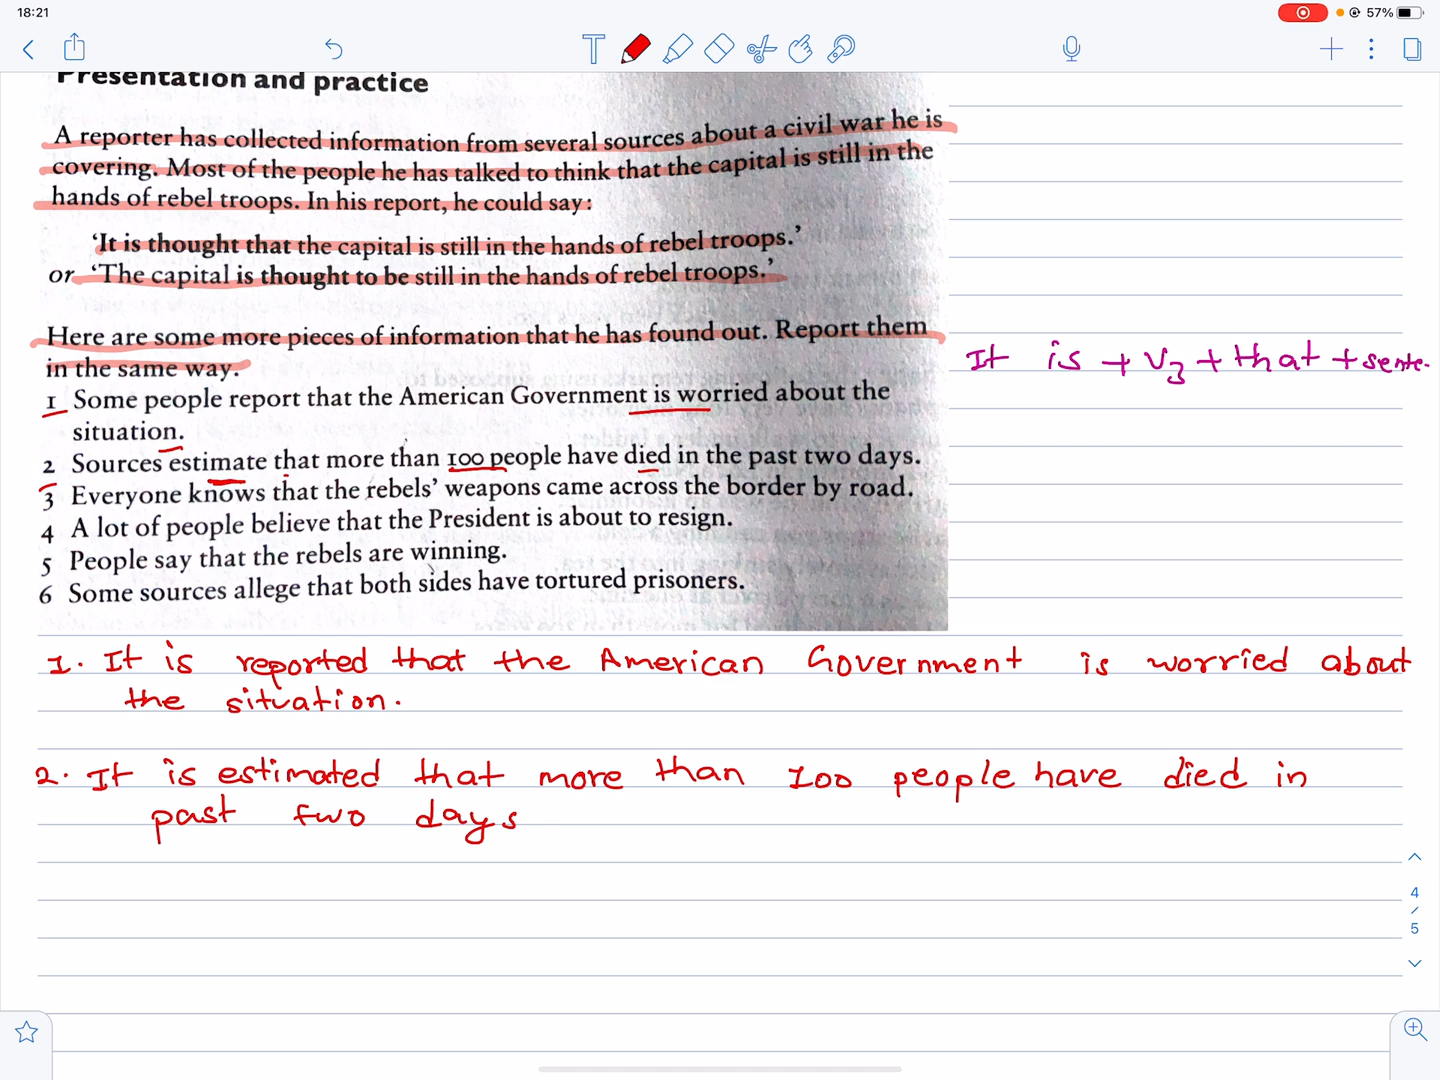 18:21
57%
Presentation and practice
A reporter has collected information from several sources about a civil war he is
covering. Most of the people he has talked to think that the capital is still in the
hands of rebel troops. In his report, he could say:
'It is thought that the capital is still in the hands of rebel troops.'
or 'The capital is thought to be still in the hands of rebel troops.'
Here are some more pieces of information that he has found out. Report them
in the same way.
It is + V3 + that + sente.
1 Some people report that the American Government is worried about the
situation.
2 Sources estimate that more than 100 people have died in the past two days.
3 Everyone knows that the rebels' weapons came across the border by road.
4 A lot of people believe that the President is about to resign.
5 People say that the rebels are winning.
6 Some sources allege that both sides have tortured prisoners.
1. It is reported that the American Government is worried about
the situation.
2. It is estimated that more than 100 people have died in
past two days
4
/
5